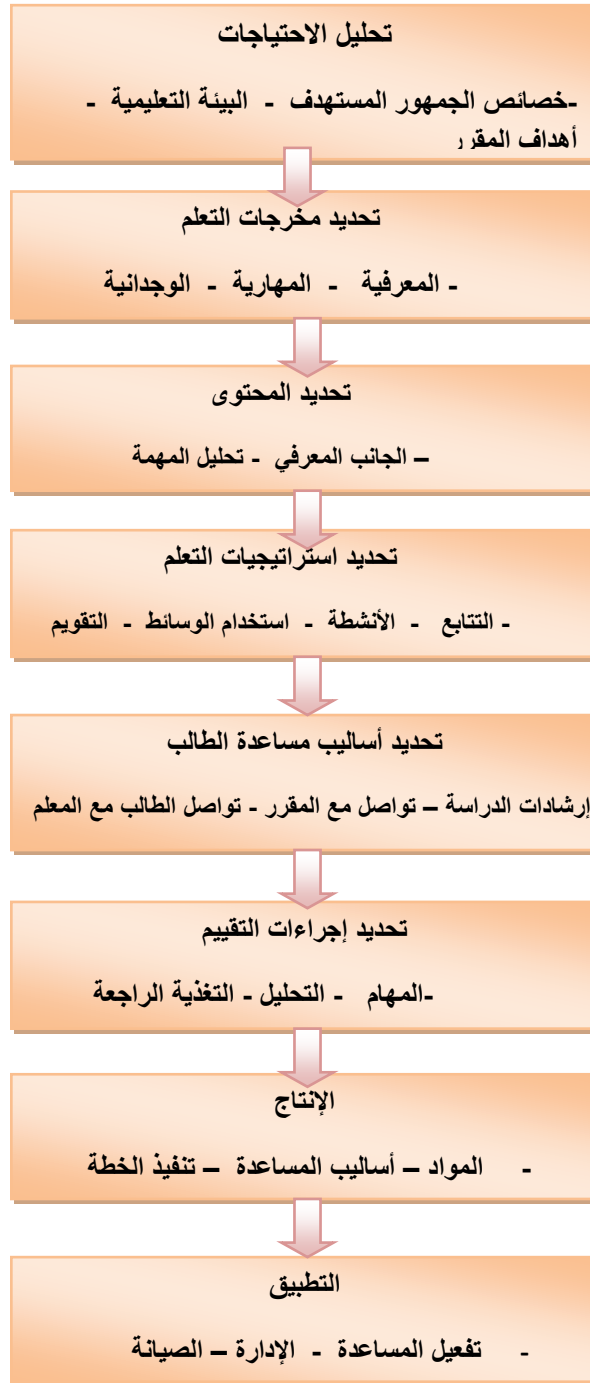 تحليل الاحتياجات
-خصائص الجمهور المستهدف - البيئة التعليمية -
أهداف المقرر
تحديد مخرجات التعلم
- المعرفية - المهارية - الوجدانية
تحديد المحتوى
– الجانب المعرفي - تحليل المهمة
تحديد استراتيجيات التعلم
- التتابع - الأنشطة - استخدام الوسائط - التقويم
تحديد أساليب مساعدة الطالب
إرشادات الدراسة – تواصل مع المقرر - تواصل الطالب مع المعلم
تحديد إجراءات التقييم
-المهام - التحليل - التغذية الراجعة
الإنتاج
- المواد – أساليب المساعدة – تنفيذ الخطة
التطبيق
- تفعيل المساعدة - الإدارة – الصيانة